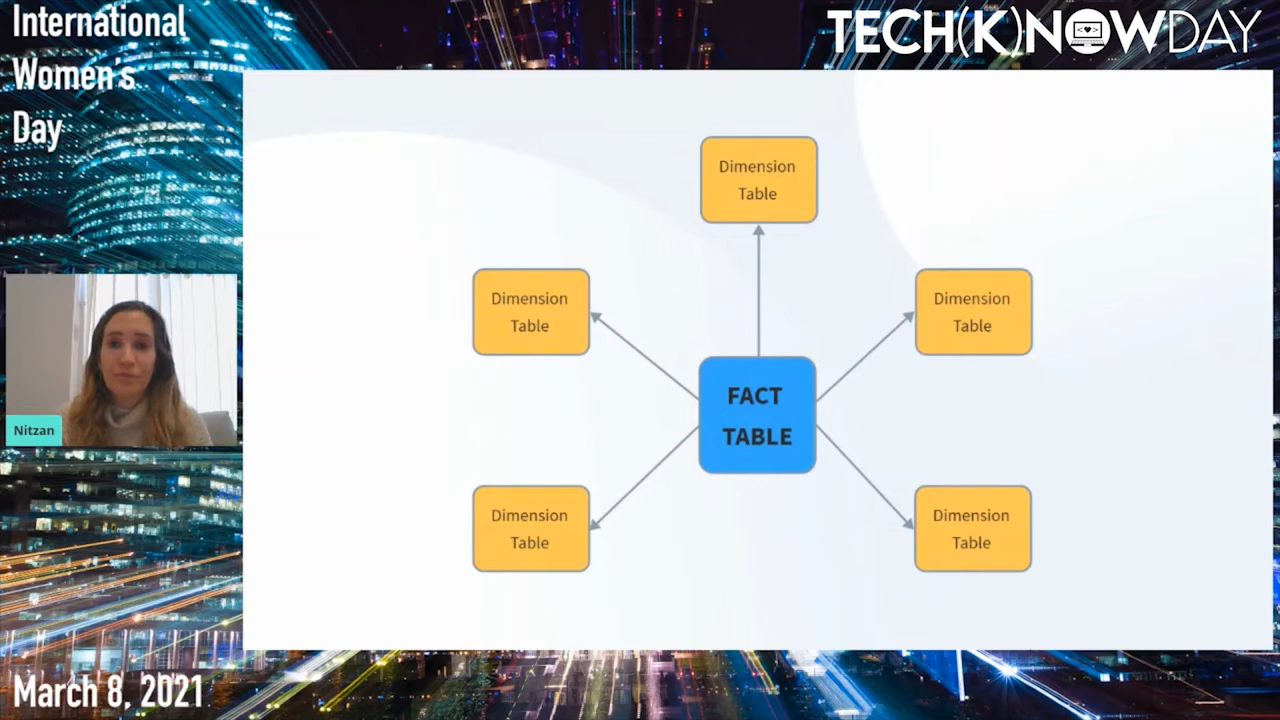 International
Women's
Day
TECH(K)NOWDAY
Dimension
Table
Dimension
Table
Dimension
Table
FACT
TABLE
Nitzan
Dimension
Table
Dimension
Table
March 8, 2021